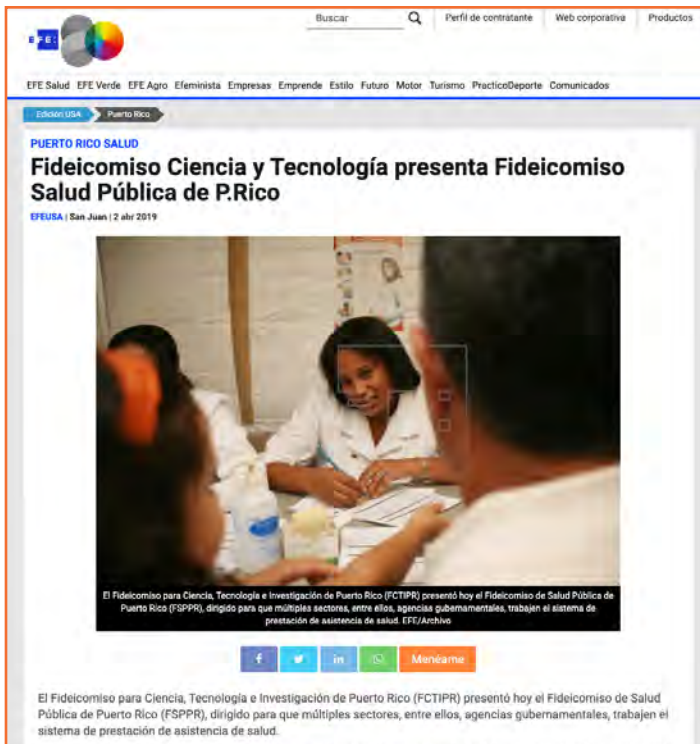 Buscar
Perfil de contratante
Web corporativa
Productos
EFE:
EFE Salud EFE Verde EFE Agro Efeminista Empresas Emprende Estilo Futuro Motor Turismo PracticoDeporte Comunicados
Edición USA
Puerto Rico
PUERTO RICO SALUD
Fideicomiso Ciencia y Tecnología presenta Fideicomiso
Salud Pública de P.Rico
EFEUSA | San Juan | 2 abr 2019
El Fideicomiso para Ciencia, Tecnología e Investigación de Puerto Rico (FCTIPR) presentó hoy el Fideicomiso de Salud Pública de
Puerto Rico (FSPPR), dirigido para que múltiples sectores, entre ellos, agencias gubernamentales, trabajen el sistema de
prestación de asistencia de salud. EFE/Archivo
f
in
Menéame
El Fideicomiso para Ciencia, Tecnología e Investigación de Puerto Rico (FCTIPR) presentó hoy el Fideicomiso de Salud
Pública de Puerto Rico (FSPPR), dirigido para que múltiples sectores, entre ellos, agencias gubernamentales, trabajen el
sistema de prestación de asistencia de salud.